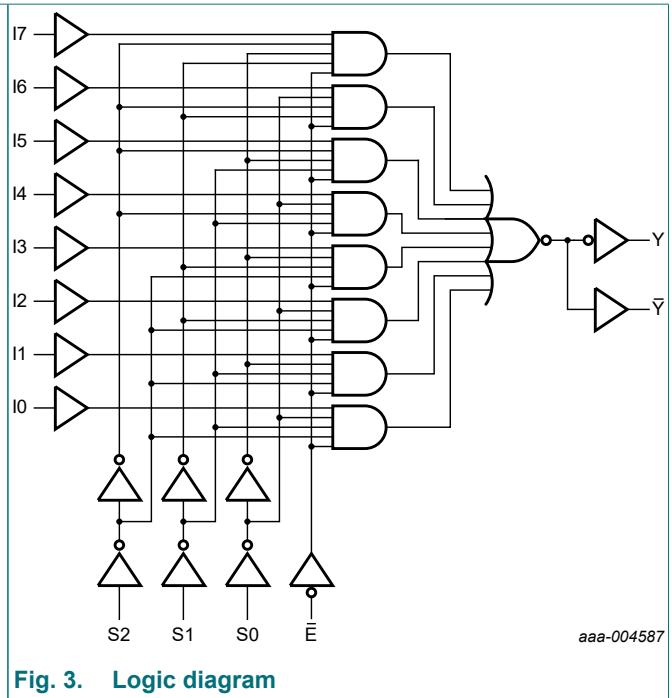 I7
I6
I5
I4
I3
I2
I1
I0
Y
Ȳ
S2 S1 S0 Ē
aaa-004587
Fig. 3. Logic diagram